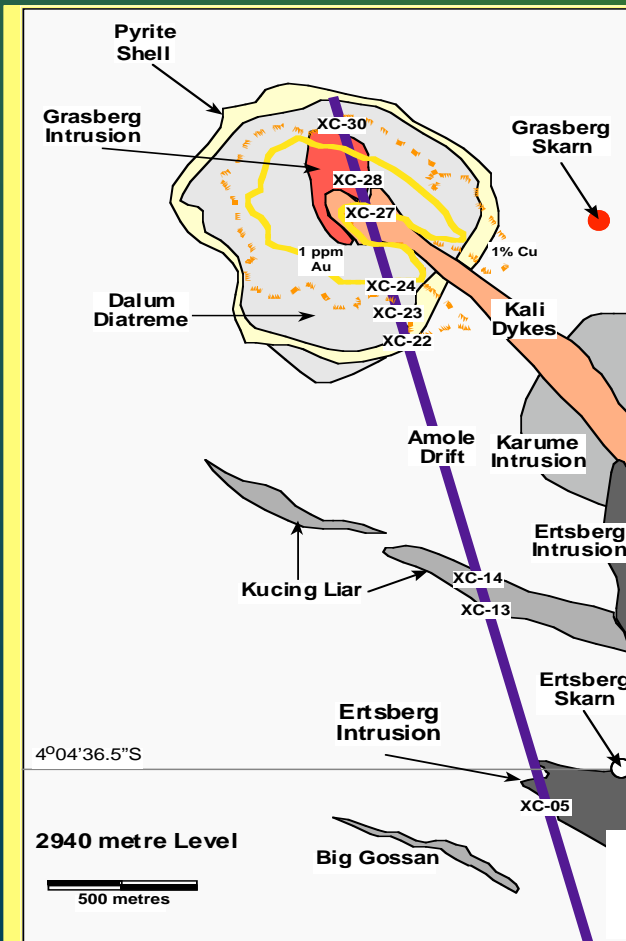 Pyrite
Shell
Grasberg
Intrusion
XC-30
Grasberg
Skarn
XC-28
XC-27
1 ppm
Au
1% Cu
XC-24
Dalum
Diatreme
XC-23
Kali
Dykes
XC-22
Amole
Drift
Karume
Intrusion
Ertsberg
Intrusion
Kucing Liar
XC-14
XC-13
Ertsberg
Skarn
Ertsberg
Intrusion
4º04'36.5"S
XC-05
2940 metre Level
Big Gossan
500 metres